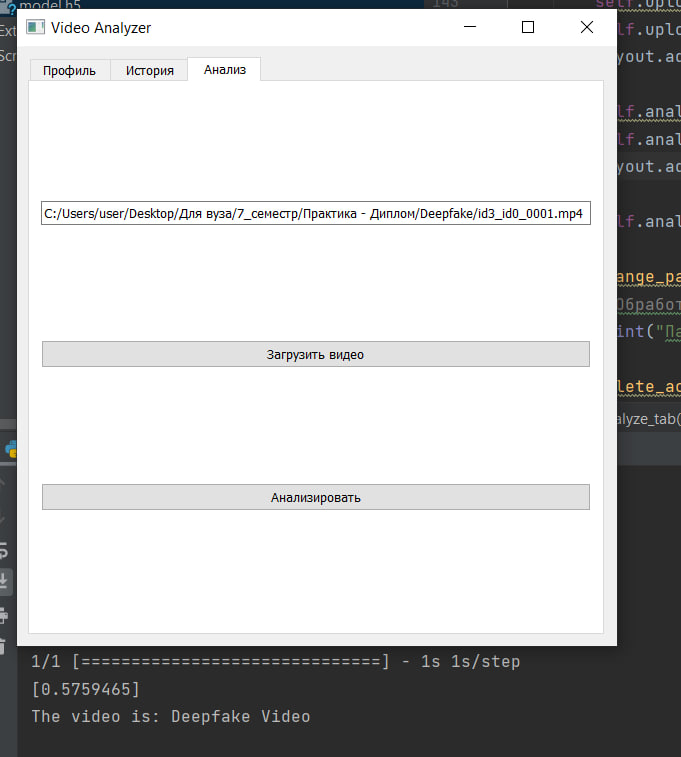 model.h5
143
self.uplo
Video Analyzer
Ext
lf.uplo
Scr
yout.ad
Профиль
История
Анализ
lf.anal
lf.anal
yout.ad
C:/Users/user/Desktop/Для вуза/7_семестр/Практика - Диплом/Deepfake/id3_id0_0001.mp4
lf.anal
ange_pa
Обработ
int("Па
Загрузить видео
lete_ac
alyze_tab(
Анализировать
1/1 [==============================] - 1s 1s/step
[0.5759465]
The video is: Deepfake Video